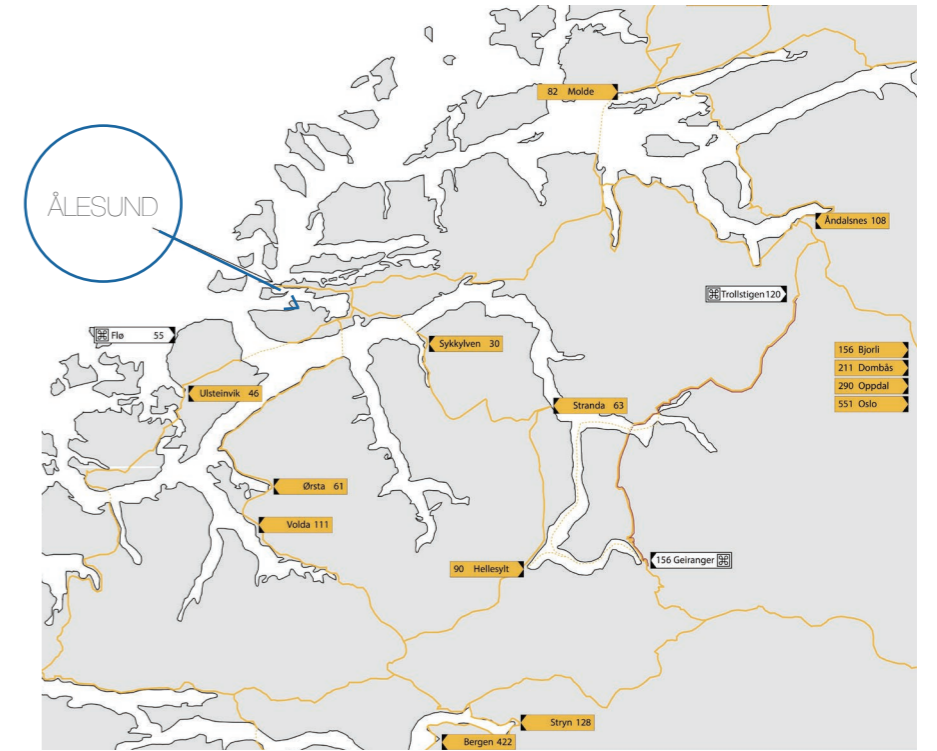 82 Molde
ÅLESUND
Åndalsnes 108
⌘ Trollstigen 120
⌘ Flø 55
Sykkylven 30
156 Bjorli
211 Dombås
290 Oppdal
551 Oslo
Ulsteinvik 46
Stranda 63
Ørsta 61
Volda 111
156 Geiranger ⌘
90 Hellesylt
Stryn 128
Bergen 422